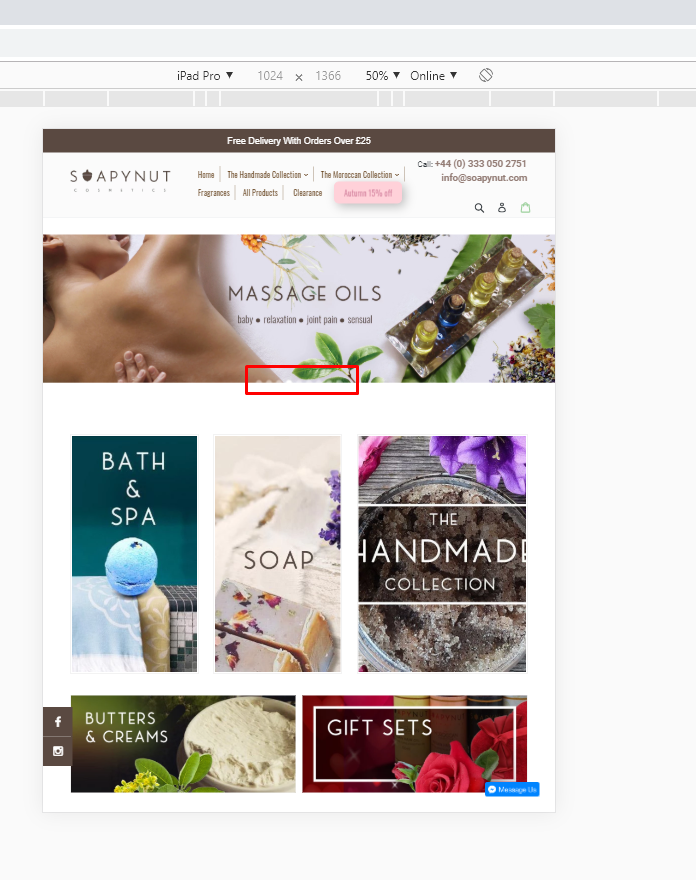 iPad Pro ▼ 1024 × 1366 50% ▼ Online ▼
Free Delivery With Orders Over £25
Call: +44 (0) 333 050 2751
info@soapynut.com
SOAPYNUT
COSMETICS
Home The Handmade Collection The Moroccan Collection
Fragrances All Products Clearance Autumn 15% off
MASSAGE OILS
baby ● relaxation ● joint pain ● sensual
BATH
&
SPA
SOAP
THE
HANDMADE
COLLECTION
BUTTERS
& CREAMS
GIFT SETS
Message Us